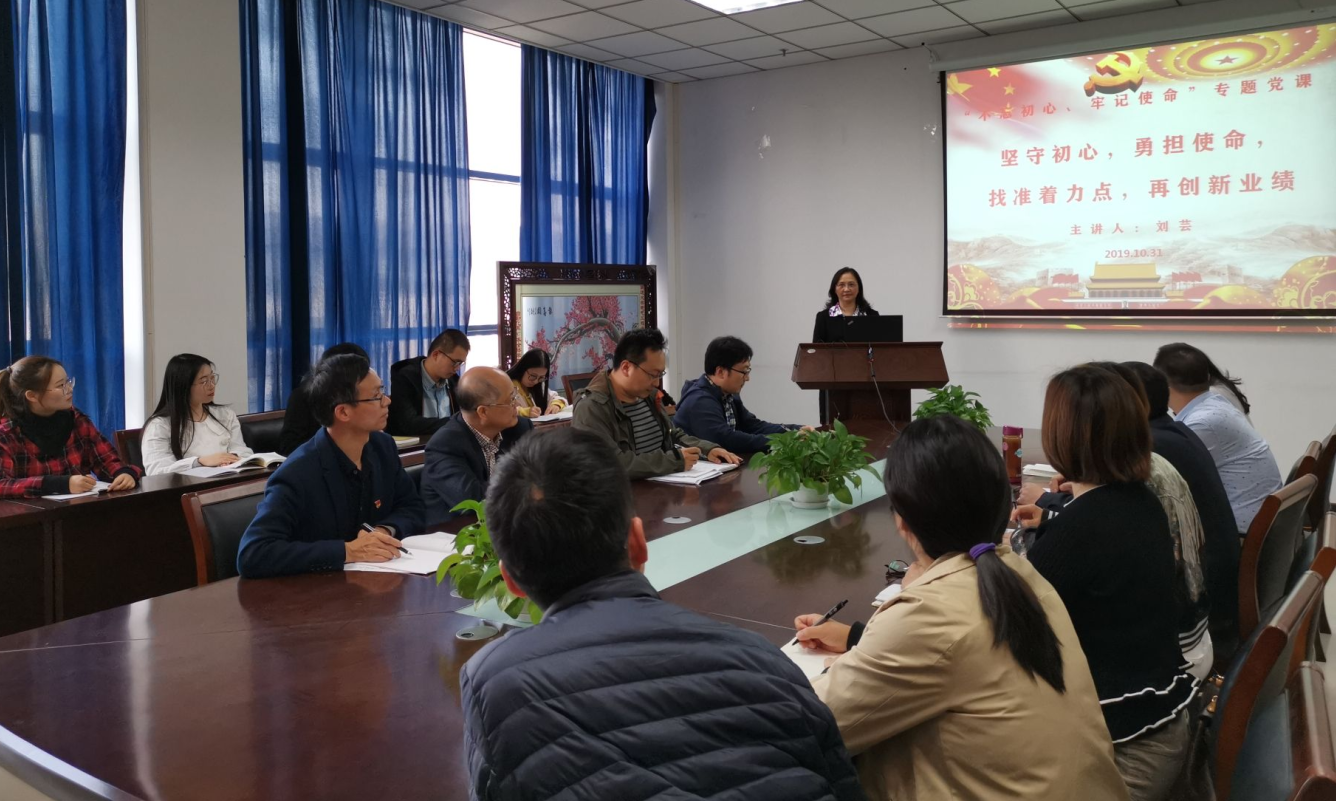 “不忘初心、牢记使命”专题党课
坚守初心，勇担使命，
找准着力点，再创新业绩
主讲人：刘芸
2019.10.31